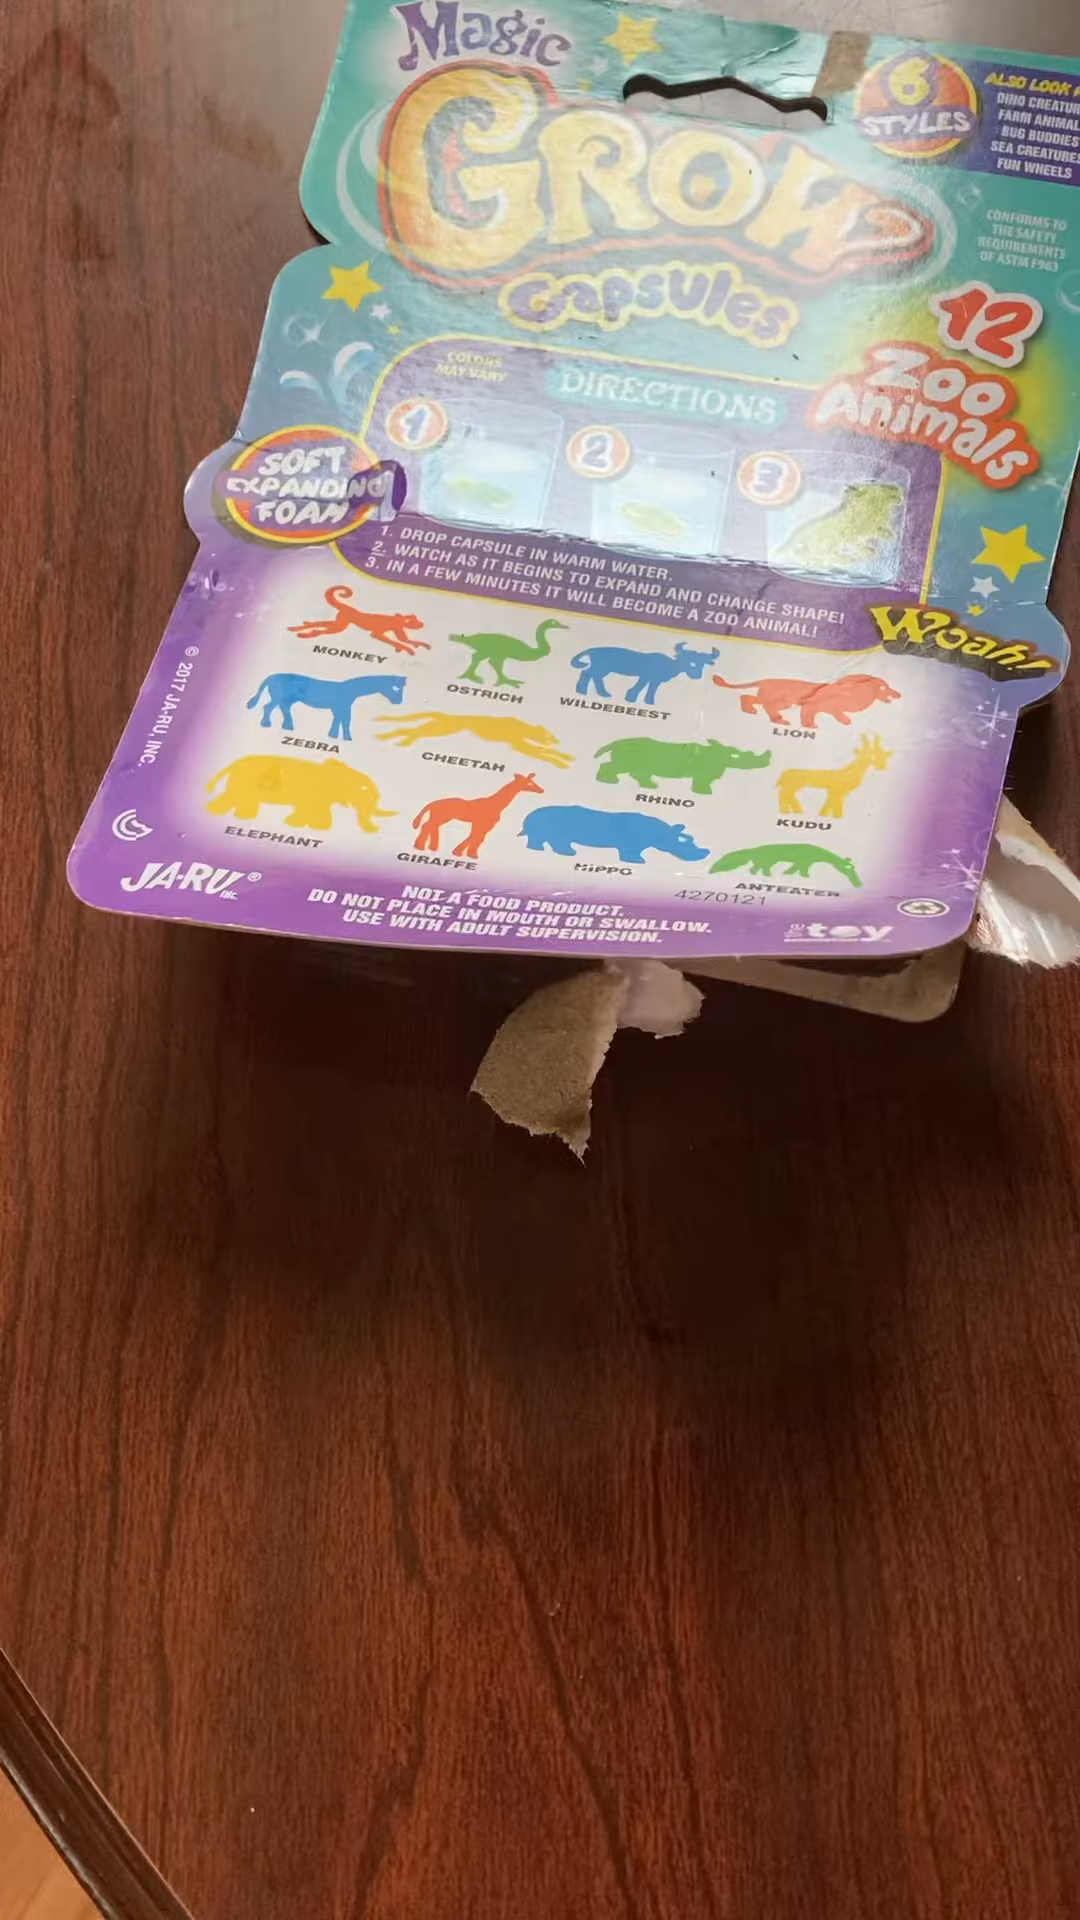 Magic
GROW
Capsules
6
STYLES
ALSO LOOK
DINO CREATUR
FARM ANIMAL
BUG BUDDIES
SEA CREATURES
FUN WHEELS
CONFORMS TO
THE SAFETY
REQUIREMENTS
OF ASTM F963
12
Zoo
Animals
COLORS
MAY VARY
DIRECTIONS
1
2
3
SOFT
EXPANDING
FOAM
1. DROP CAPSULE IN WARM WATER.
2. WATCH AS IT BEGINS TO EXPAND AND CHANGE SHAPE!
3. IN A FEW MINUTES IT WILL BECOME A ZOO ANIMAL!
Woah!
MONKEY
OSTRICH
WILDEBEEST
LION
ZEBRA
CHEETAH
RHINO
KUDU
ELEPHANT
GIRAFFE
HIPPO
ANTEATER
4270121
© 2017 JA-RU, INC.
JA-RU® inc.
NOT A FOOD PRODUCT.
DO NOT PLACE IN MOUTH OR SWALLOW.
USE WITH ADULT SUPERVISION.
the toy